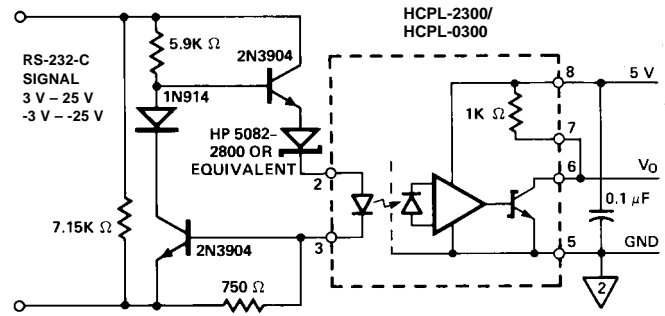 HCPL-2300/
HCPL-0300
RS-232-C
SIGNAL
3 V – 25 V
-3 V – -25 V
5.9K Ω
2N3904
1N914
HP 5082-
2800 OR
EQUIVALENT
7.15K Ω
2N3904
750 Ω
2
3
8
5 V
1K Ω
7
6
VO
0.1 μF
5
GND
2